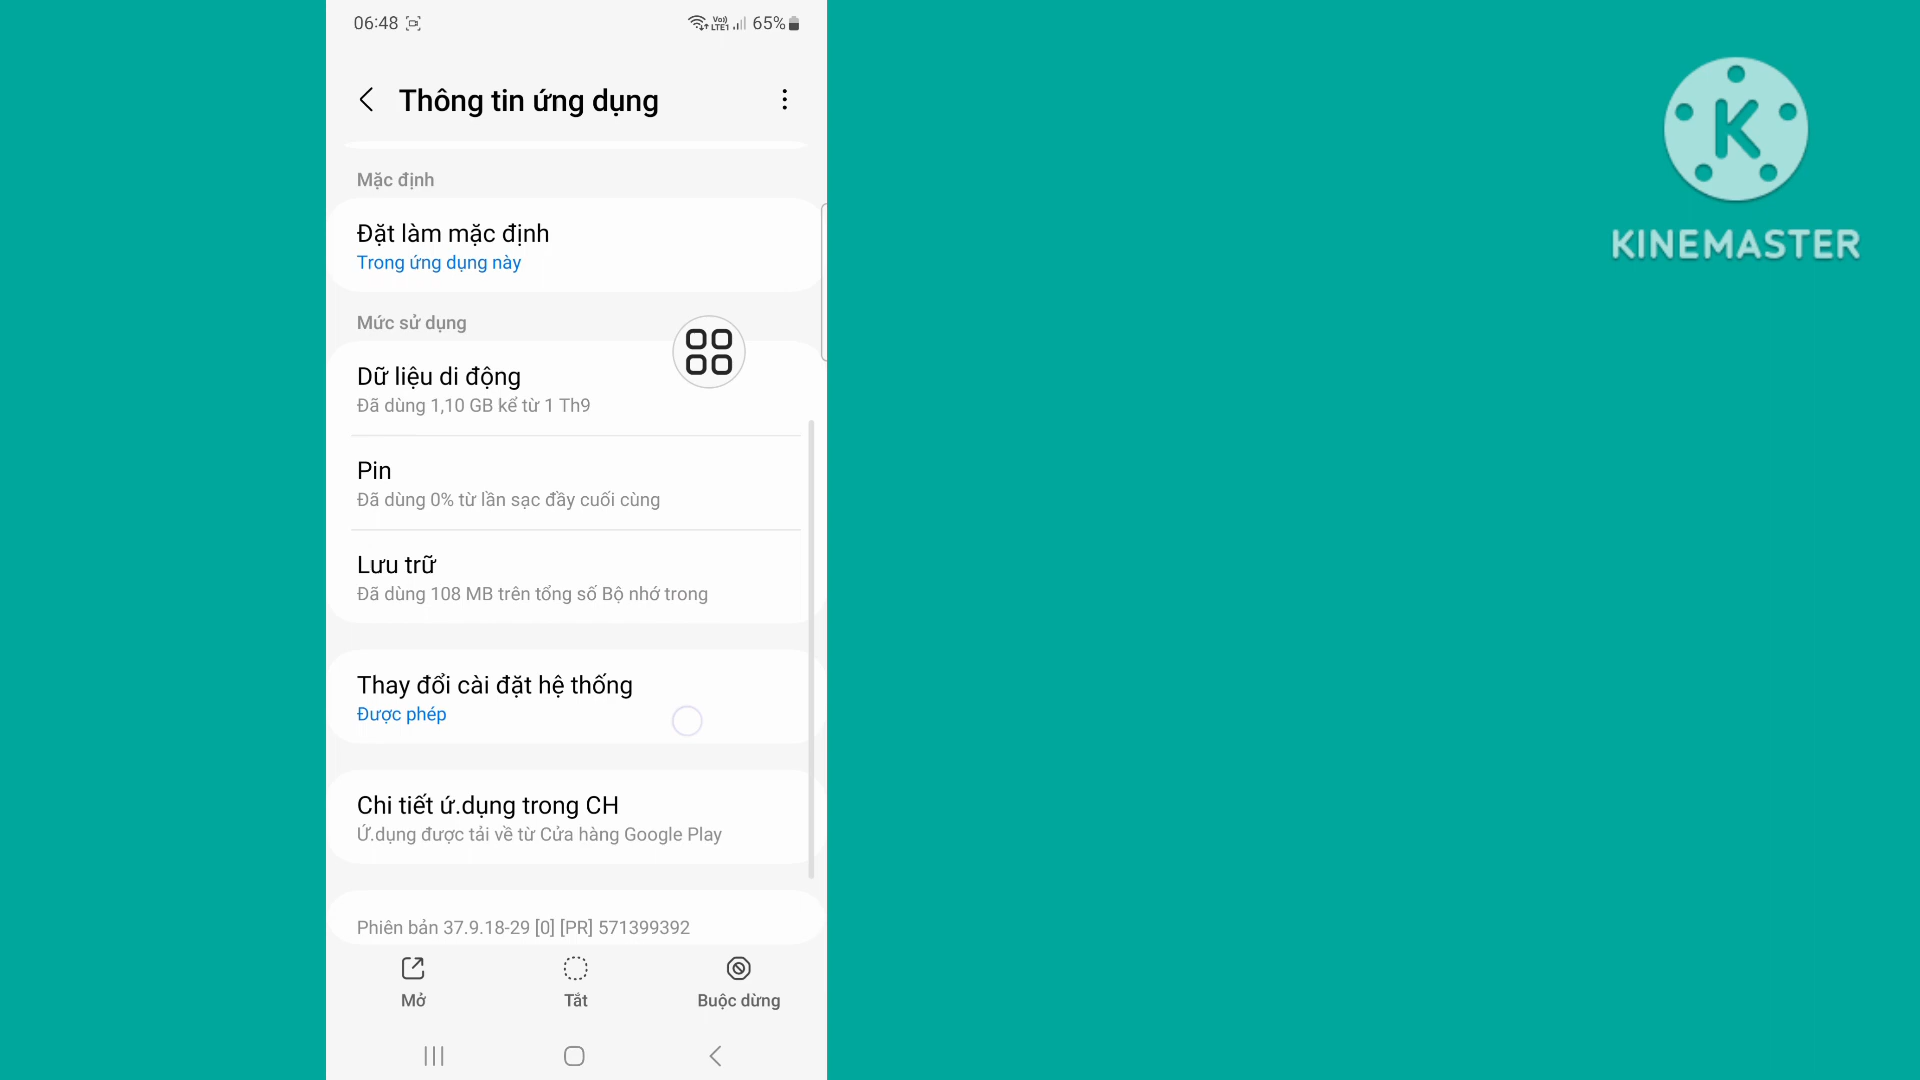 06:48
Vo)) LTE1 65%
Thông tin ứng dụng
Mặc định
Đặt làm mặc định
Trong ứng dụng này
Mức sử dụng
Dữ liệu di động
Đã dùng 1,10 GB kể từ 1 Th9
Pin
Đã dùng 0% từ lần sạc đầy cuối cùng
Lưu trữ
Đã dùng 108 MB trên tổng số Bộ nhớ trong
Thay đổi cài đặt hệ thống
Được phép
Chi tiết ứ.dụng trong CH
Ứ.dụng được tải về từ Cửa hàng Google Play
Phiên bản 37.9.18-29 [0] [PR] 571399392
Mở
Tắt
Buộc dừng
K
KINEMASTER